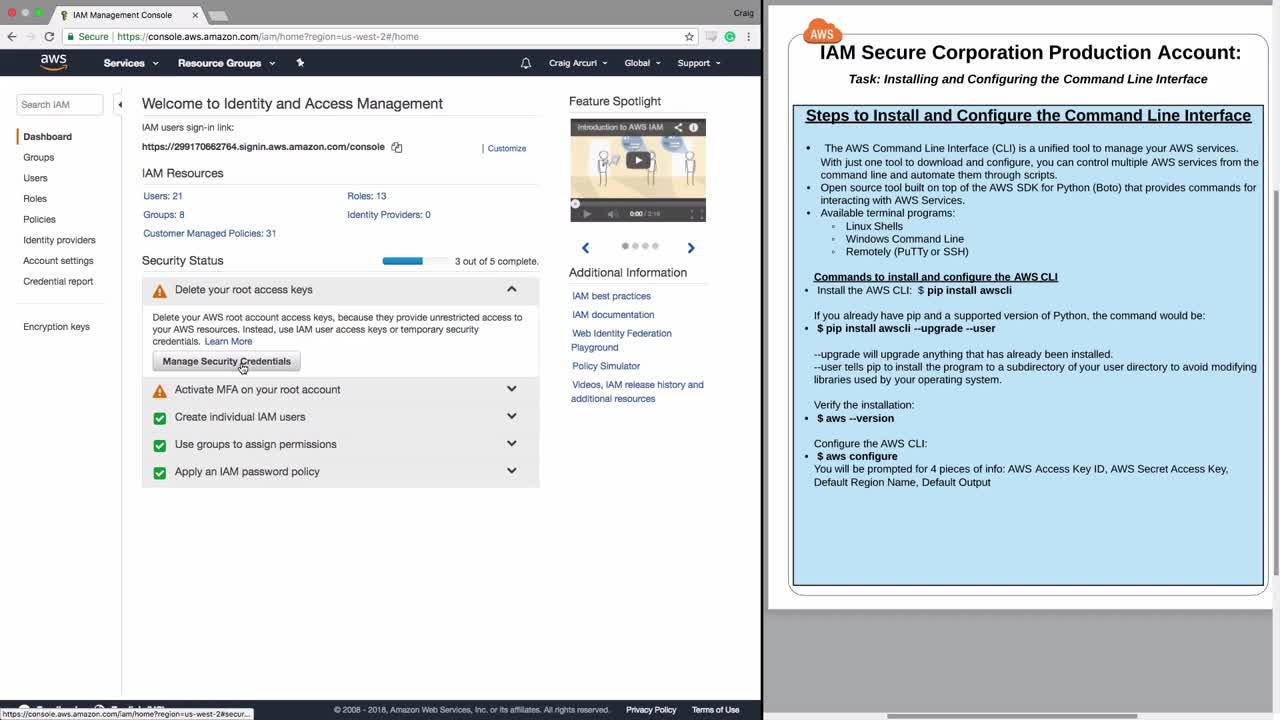 IAM Management Console
Craig
Secure
https://console.aws.amazon.com/iam/home?region=us-west-2#/home
aws
Services
Resource Groups
Craig Arcuri
Global
Support
Search IAM
Dashboard
Groups
Users
Roles
Policies
Identity providers
Account settings
Credential report
Encryption keys
Welcome to Identity and Access Management
IAM users sign-in link:
https://299170662764.signin.aws.amazon.com/console
Customize
IAM Resources
Users: 21
Roles: 13
Groups: 8
Identity Providers: 0
Customer Managed Policies: 31
Security Status
3 out of 5 complete.
Delete your root access keys
Delete your AWS root account access keys, because they provide unrestricted access to
your AWS resources. Instead, use IAM user access keys or temporary security
credentials. Learn More
Manage Security Credentials
Activate MFA on your root account
Create individual IAM users
Use groups to assign permissions
Apply an IAM password policy
Feature Spotlight
Introduction to AWS IAM
0:00 / 2:16
Additional Information
IAM best practices
IAM documentation
Web Identity Federation
Playground
Policy Simulator
Videos, IAM release history and
additional resources
https://console.aws.amazon.com/iam/home?region=us-west-2#secur...
© 2008 - 2018, Amazon Web Services, Inc. or its affiliates. All rights reserved.
Privacy Policy
Terms of Use
AWS
IAM Secure Corporation Production Account:
Task: Installing and Configuring the Command Line Interface
Steps to Install and Configure the Command Line Interface
• The AWS Command Line Interface (CLI) is a unified tool to manage your AWS services.
With just one tool to download and configure, you can control multiple AWS services from the
command line and automate them through scripts.
• Open source tool built on top of the AWS SDK for Python (Boto) that provides commands for
interacting with AWS Services.
• Available terminal programs:
◦ Linux Shells
◦ Windows Command Line
◦ Remotely (PuTTy or SSH)
Commands to install and configure the AWS CLI
• Install the AWS CLI: $ pip install awscli
If you already have pip and a supported version of Python, the command would be:
• $ pip install awscli --upgrade --user
--upgrade will upgrade anything that has already been installed.
--user tells pip to install the program to a subdirectory of your user directory to avoid modifying
libraries used by your operating system.
Verify the installation:
• $ aws --version
Configure the AWS CLI:
• $ aws configure
You will be prompted for 4 pieces of info: AWS Access Key ID, AWS Secret Access Key,
Default Region Name, Default Output